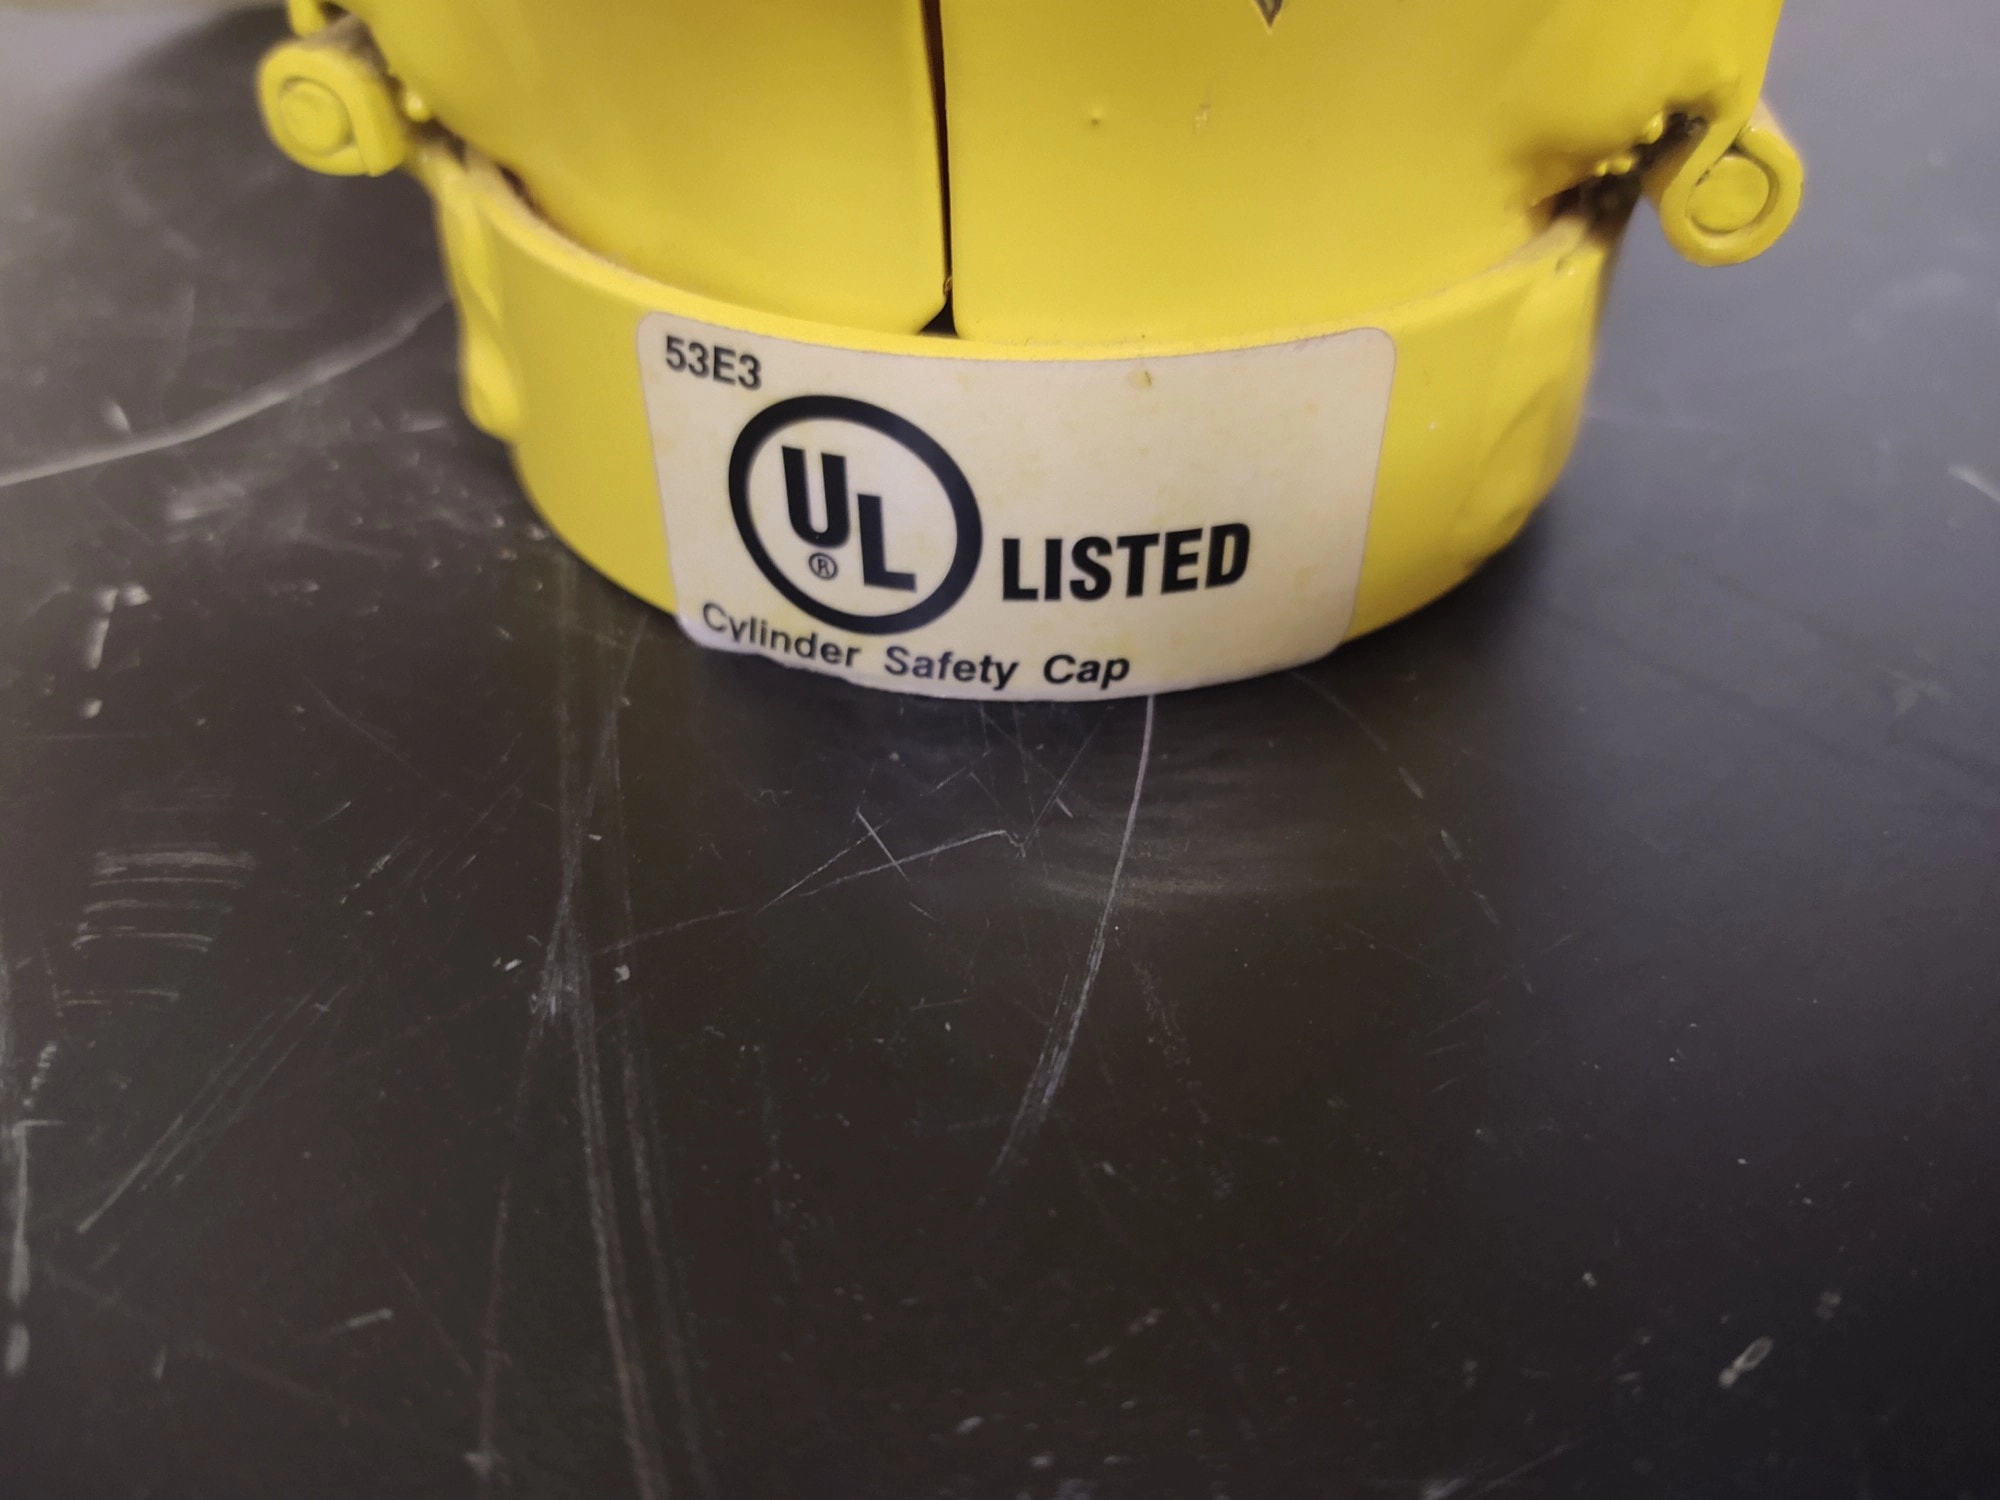 53E3
UL
®
LISTED
Cylinder Safety Cap